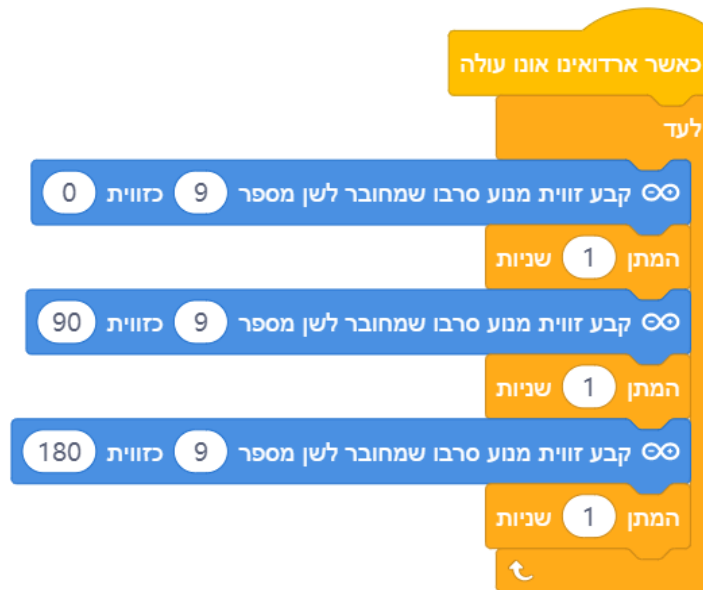 כאשר ארדואינו אונו עולה
לעד
קבע זווית מנוע סרבו שמחובר לשן מספר 9 כזווית 0
המתן 1 שניות
קבע זווית מנוע סרבו שמחובר לשן מספר 9 כזווית 90
המתן 1 שניות
קבע זווית מנוע סרבו שמחובר לשן מספר 9 כזווית 180
המתן 1 שניות